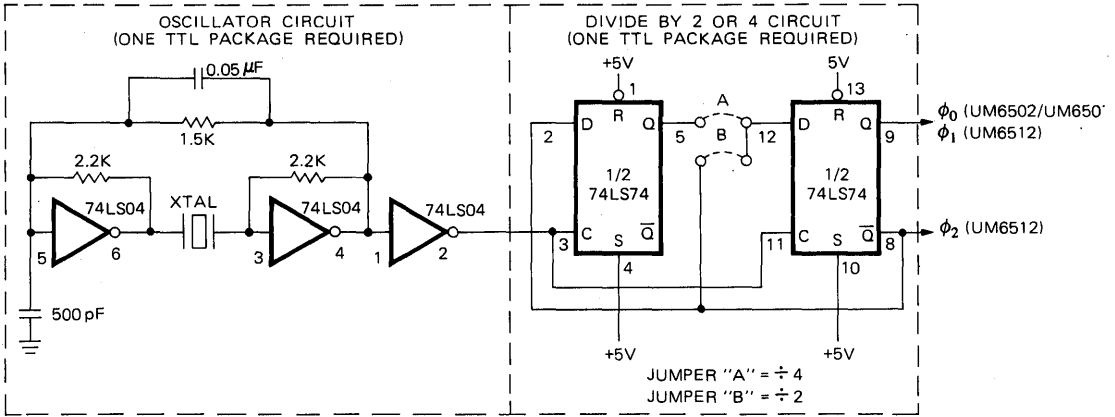 OSCILLATOR CIRCUIT
(ONE TTL PACKAGE REQUIRED)
0.05 μF
1.5K
2.2K
2.2K
74LS04
XTAL
74LS04
74LS04
5
6
3
4
1
2
500 pF
DIVIDE BY 2 OR 4 CIRCUIT
(ONE TTL PACKAGE REQUIRED)
+5V
5V
1
13
R
R
A
2
D
Q
5
B
12
D
Q
9
1/2
74LS74
1/2
74LS74
3
C
S
Q̅
11
C
S
Q̅
8
4
10
+5V
+5V
JUMPER "A" = ÷ 4
JUMPER "B" = ÷ 2
ϕ0 (UM6502/UM650
ϕ1 (UM6512)
ϕ2 (UM6512)